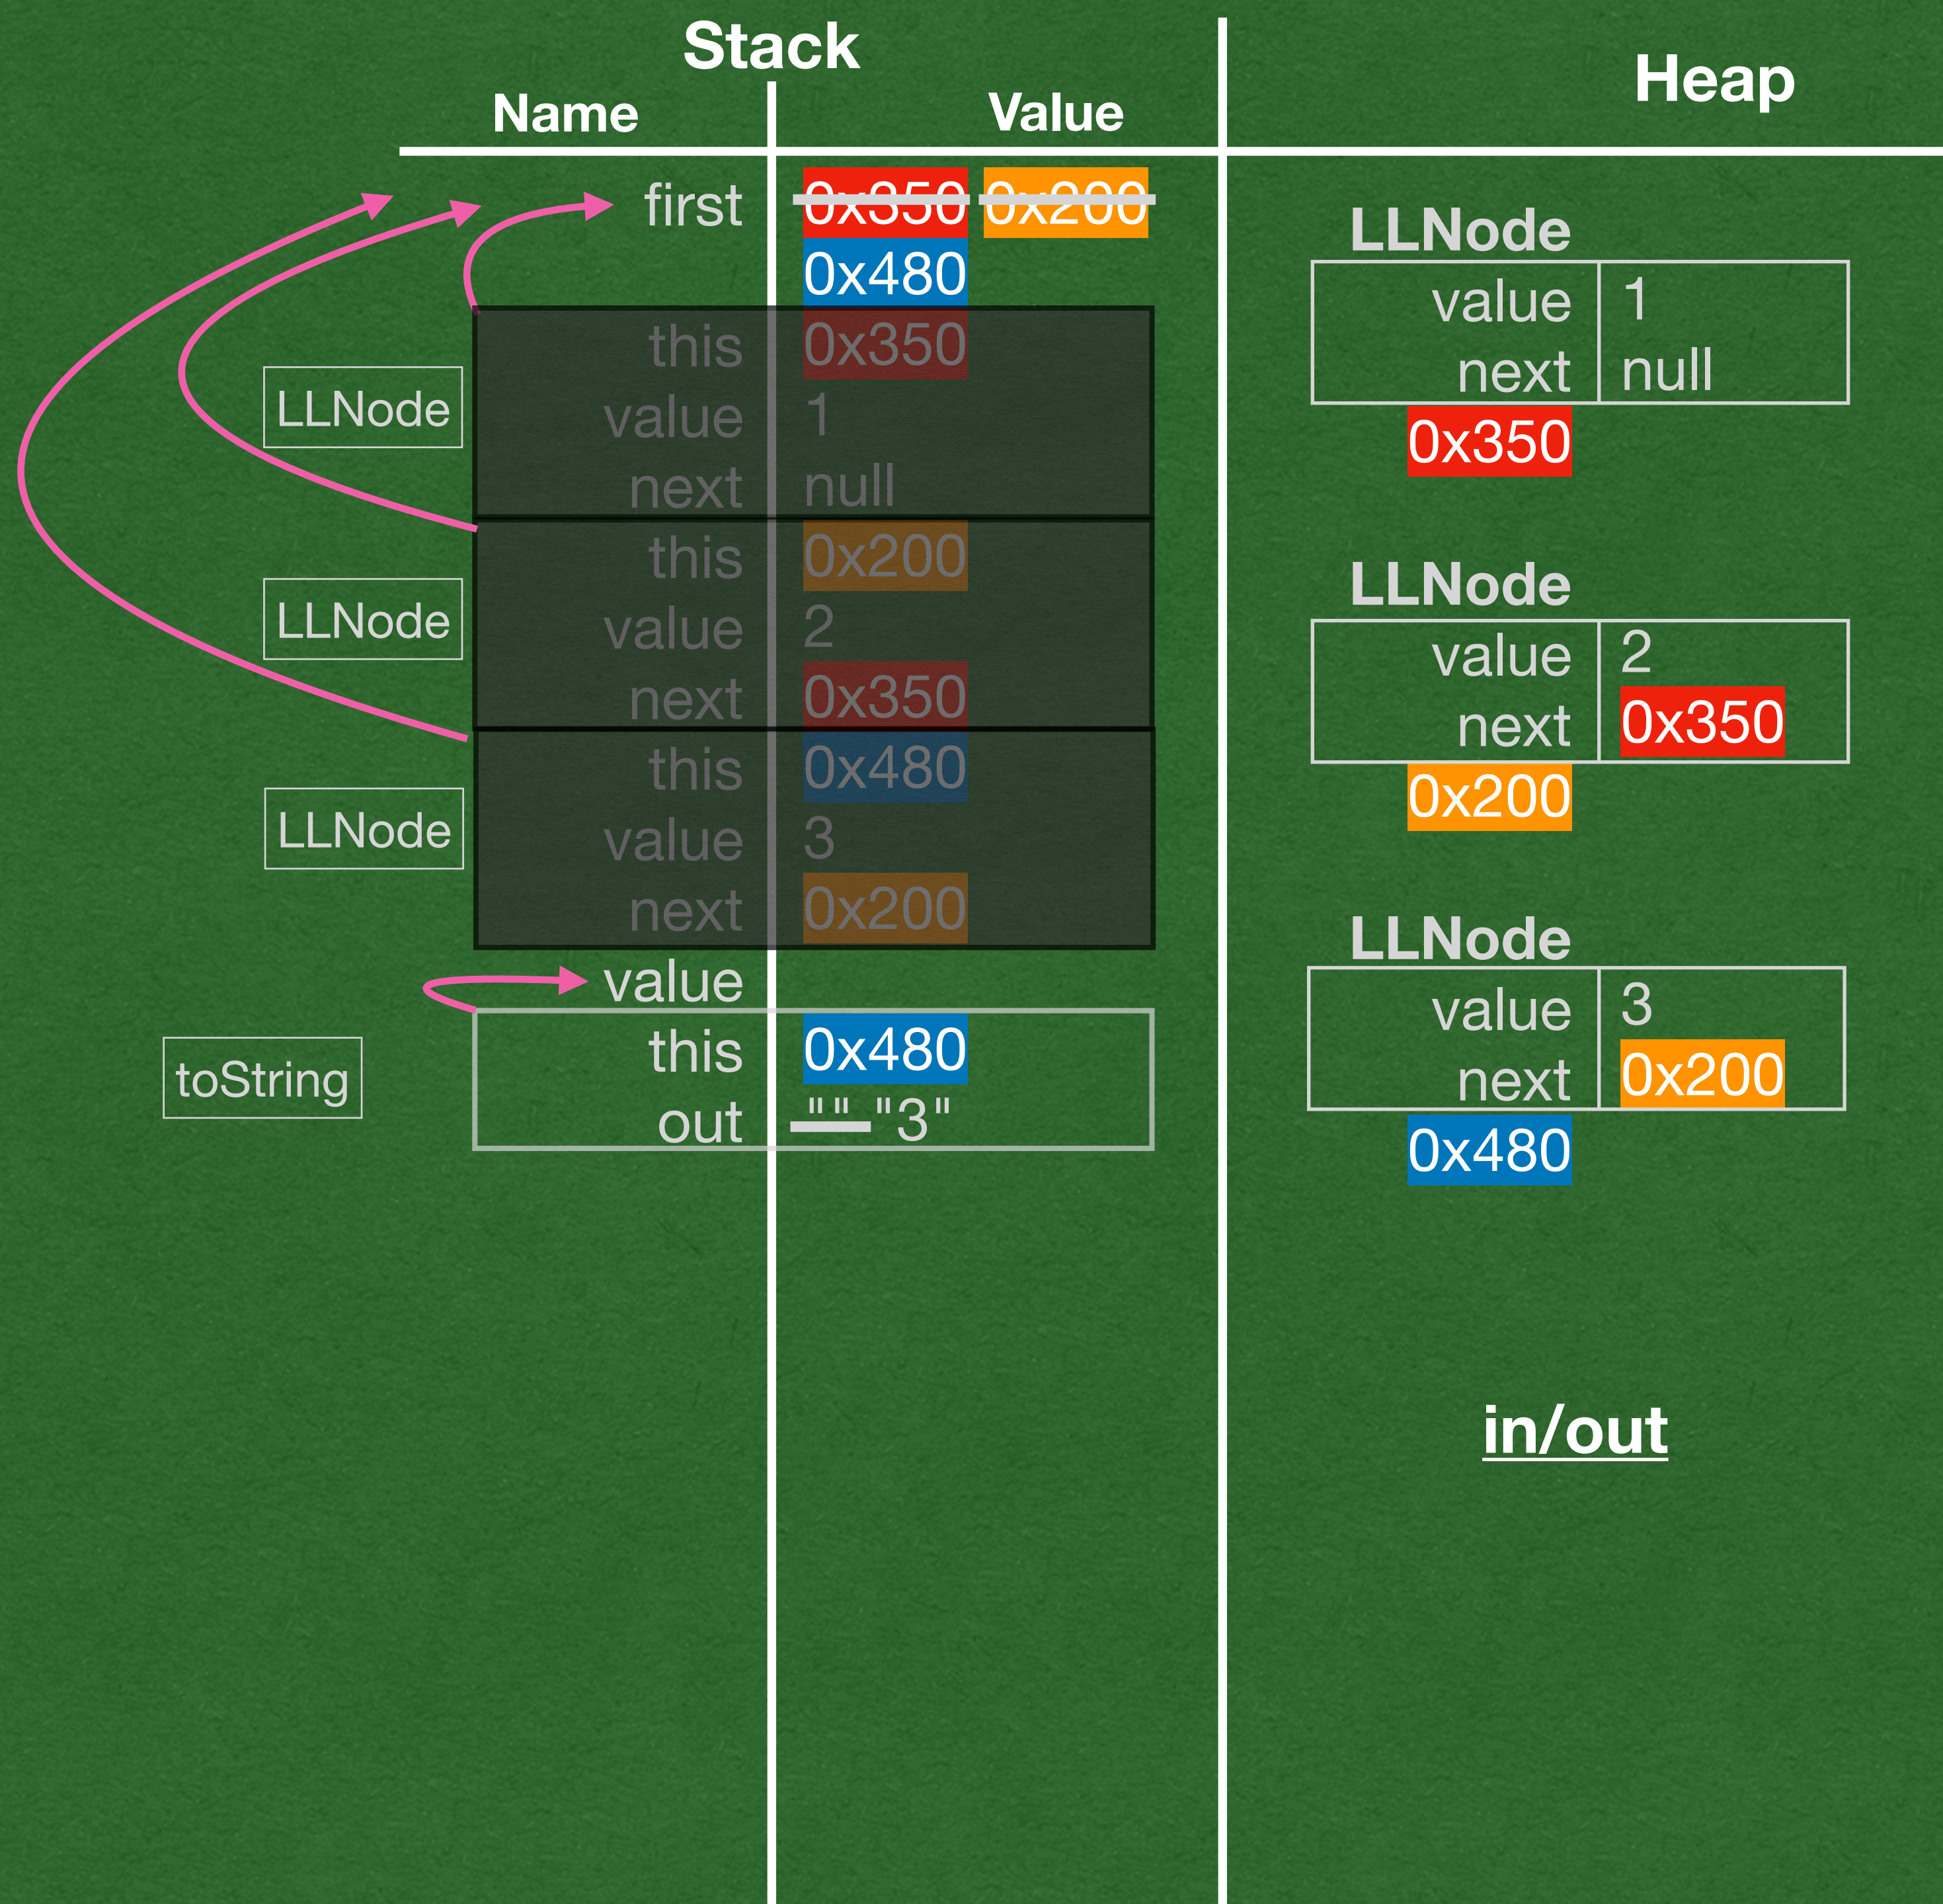 Stack
Heap
Name Value
first 0x350 0x200
0x480
this 0x350
LLNode value 1
next null
this 0x200
LLNode value 2
next 0x350
this 0x480
LLNode value 3
next 0x200
value
this 0x480
toString
out "" "3"
LLNode
value 1
next null
0x350
LLNode
value 2
next 0x350
0x200
LLNode
value 3
next 0x200
0x480
in/out